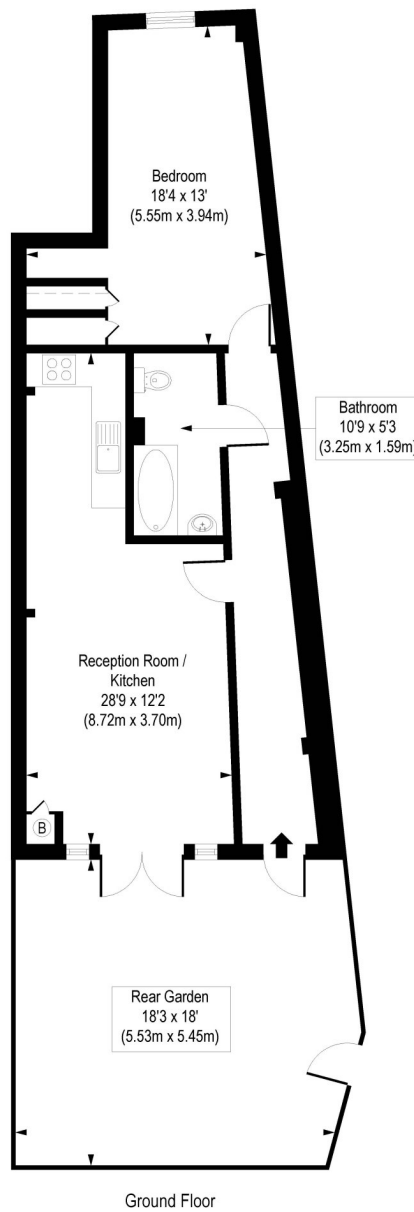 Bedroom
18'4 x 13'
(5.55m x 3.94m)
Bathroom
10'9 x 5'3
(3.25m x 1.59m)
Reception Room /
Kitchen
28'9 x 12'2
(8.72m x 3.70m)
B
Rear Garden
18'3 x 18'
(5.53m x 5.45m)
Ground Floor